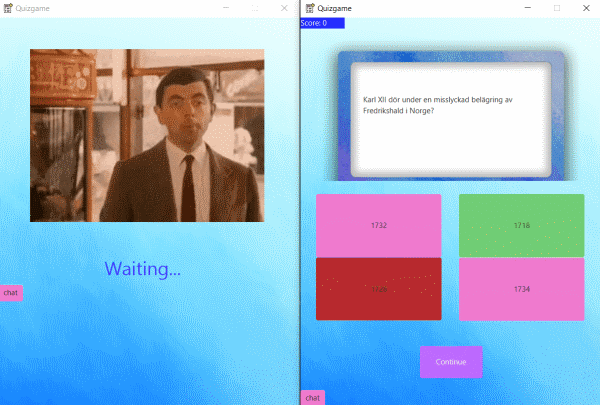 Quizgame
Waiting...
chat
Quizgame
Score: 0
Karl XII dör under en misslyckad belägring av
Fredrikshald i Norge?
1732
1718
1734
Continue
chat